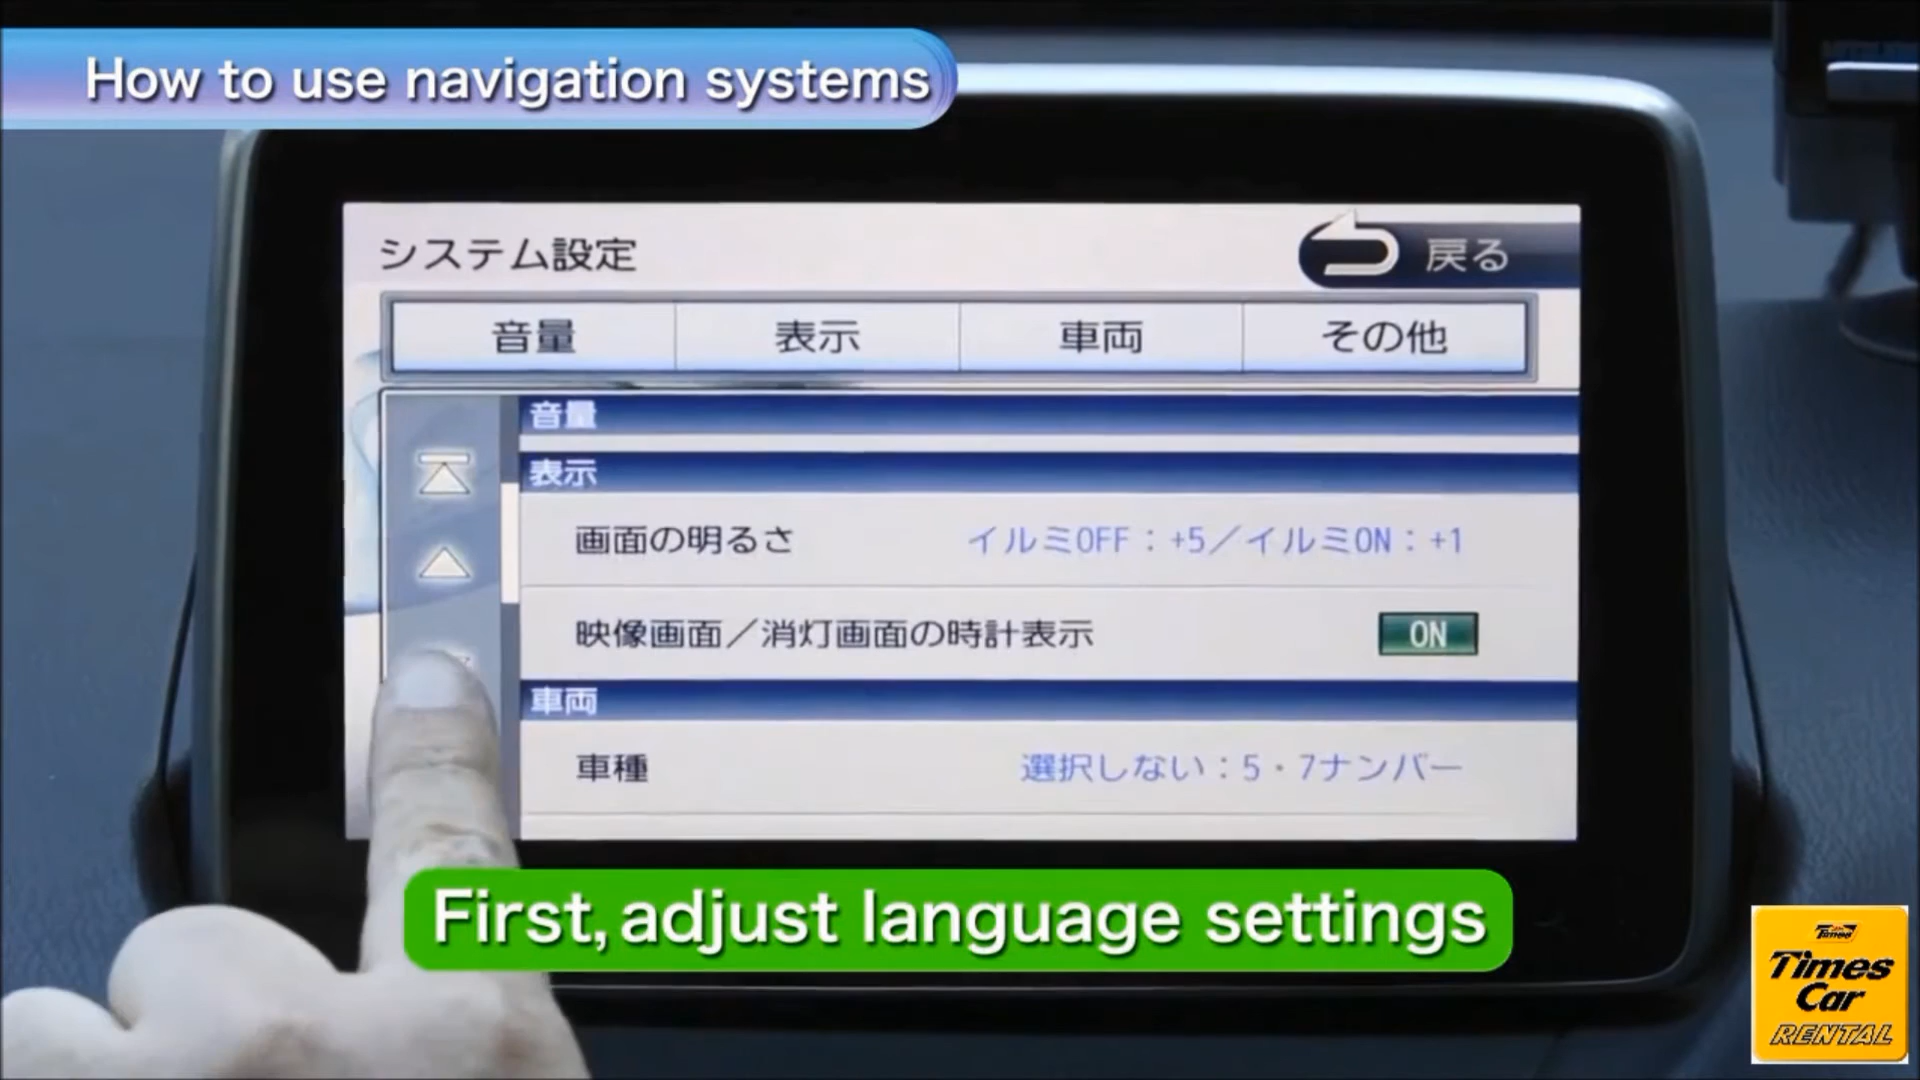 How to use navigation systems
システム設定
戻る
音量 表示 車両 その他
音量
表示
画面の明るさ イルミOFF：+5／イルミON：+1
映像画面／消灯画面の時計表示 ON
車両
車種 選択しない：5・7ナンバー
First, adjust language settings
Times
Times
Car
RENTAL